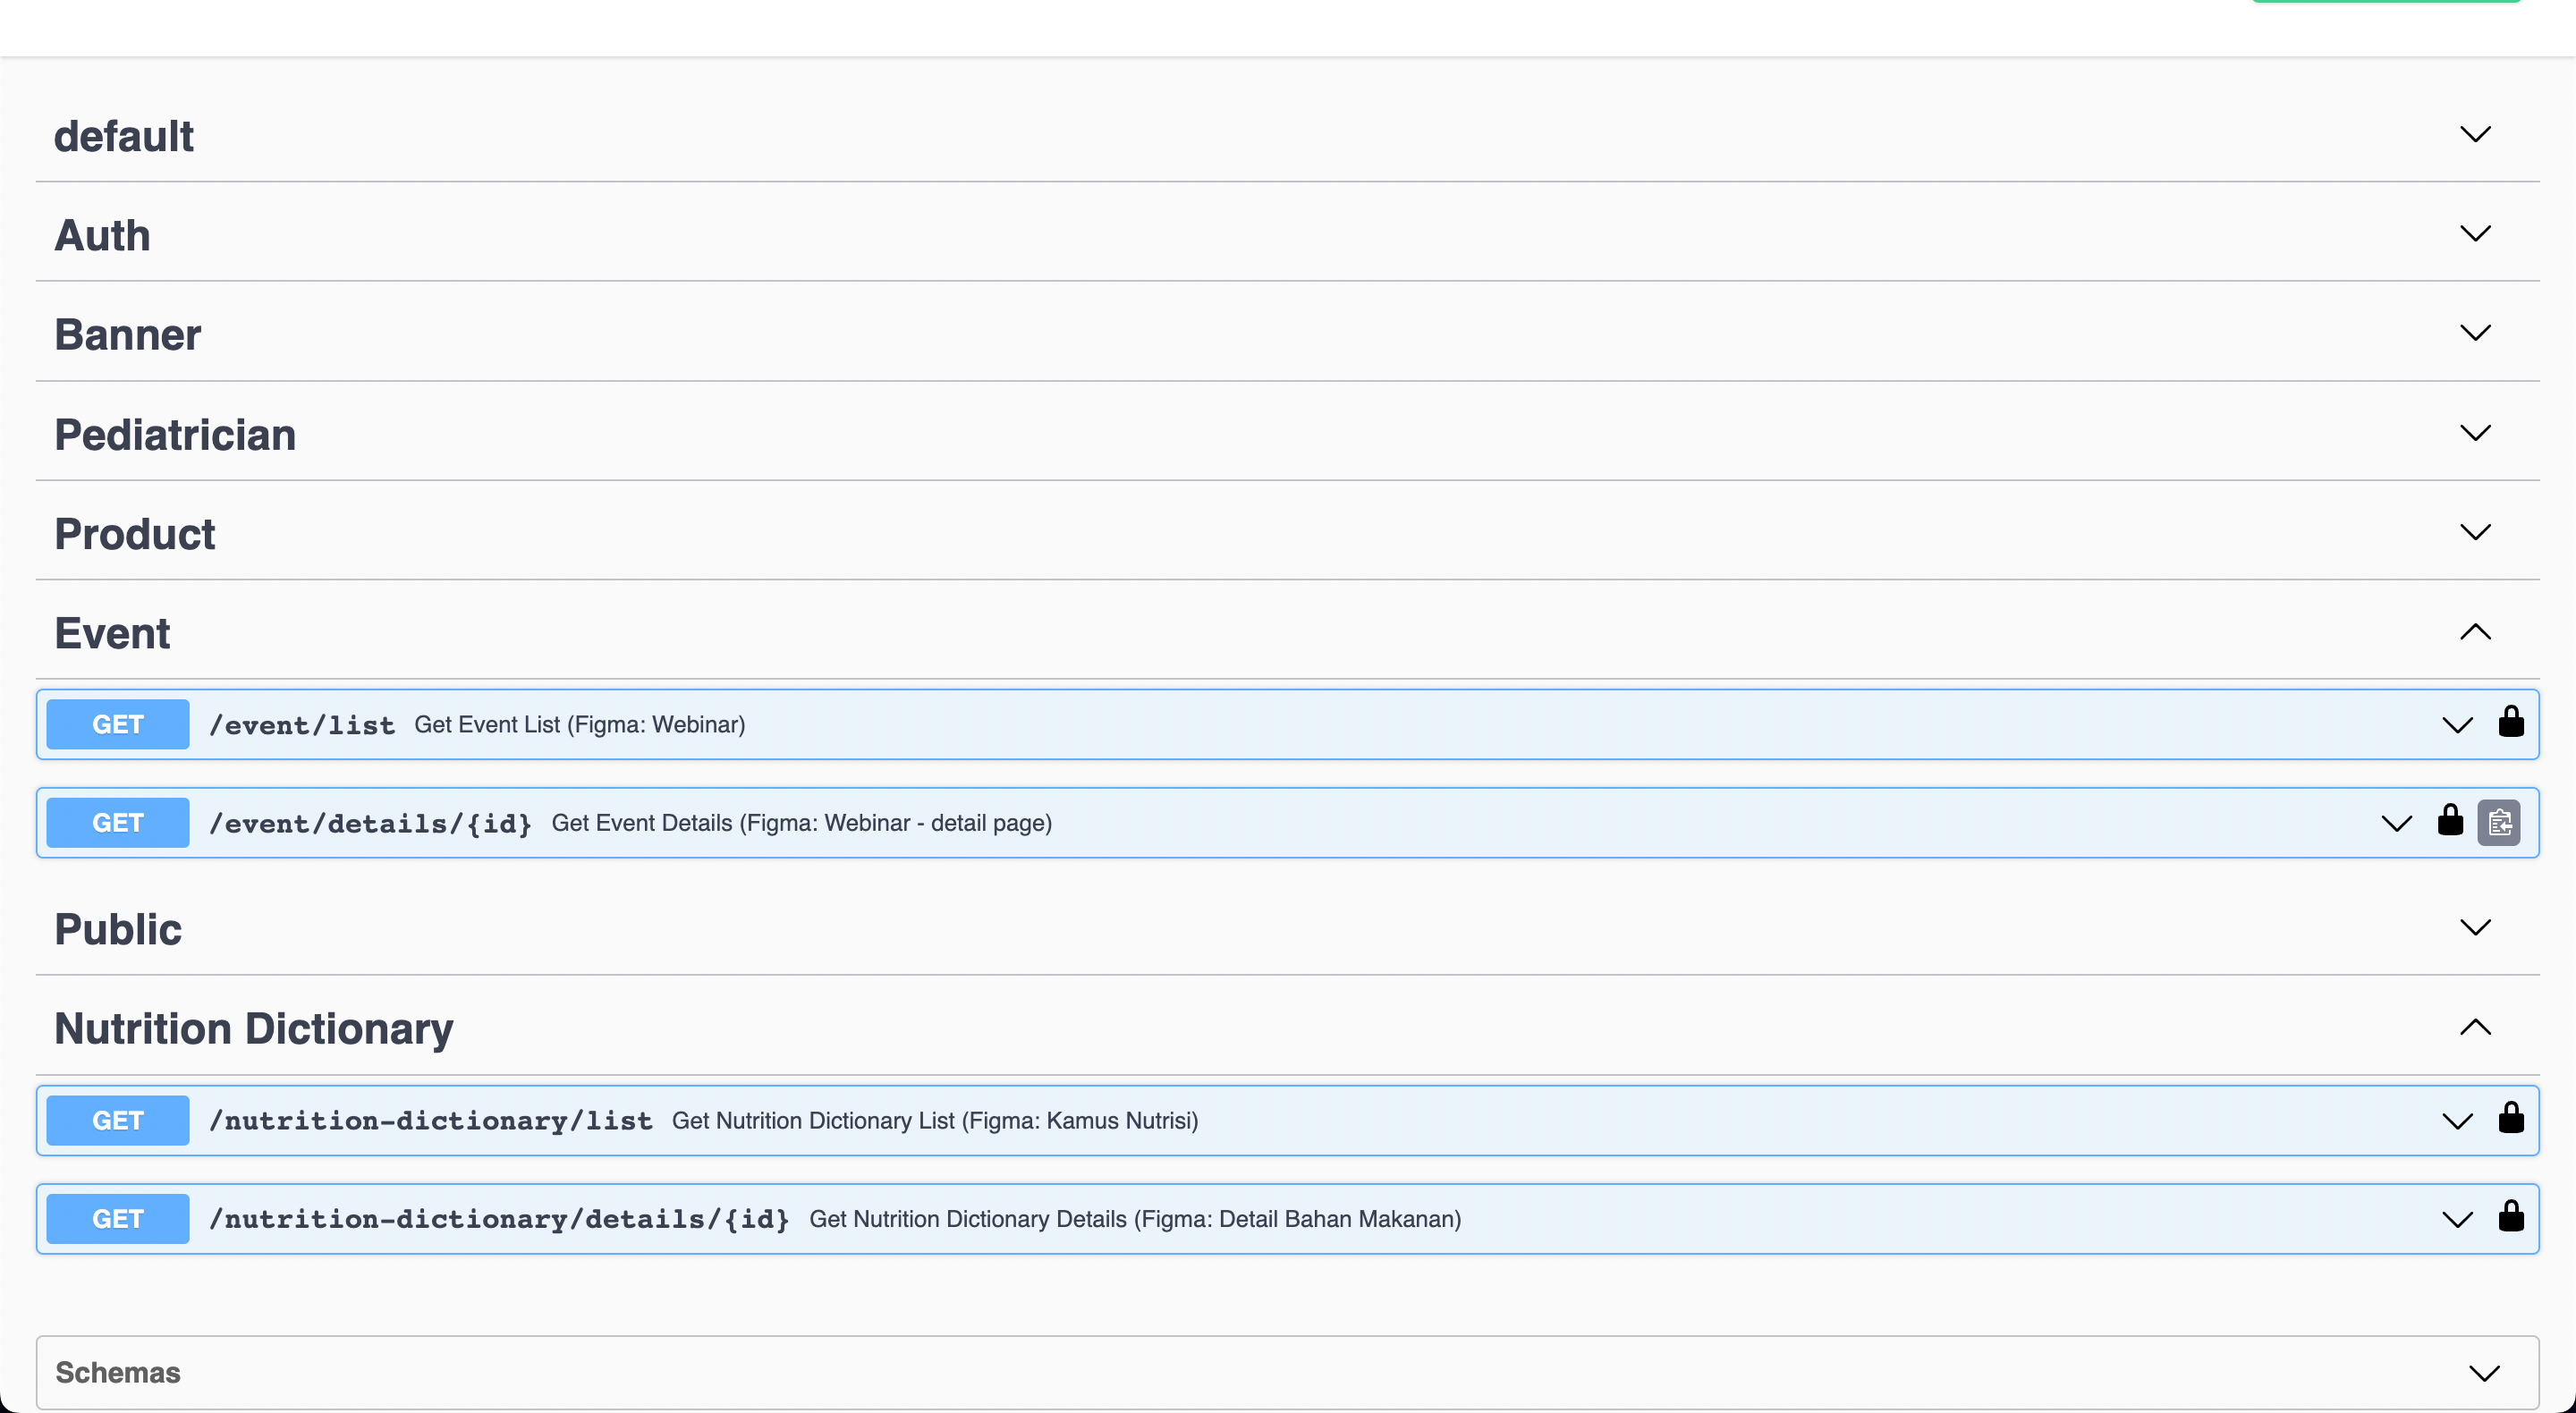 default
Auth
Banner
Pediatrician
Product
Event
GET /event/list Get Event List (Figma: Webinar)
GET /event/details/{id} Get Event Details (Figma: Webinar - detail page)
Public
Nutrition Dictionary
GET /nutrition-dictionary/list Get Nutrition Dictionary List (Figma: Kamus Nutrisi)
GET /nutrition-dictionary/details/{id} Get Nutrition Dictionary Details (Figma: Detail Bahan Makanan)
Schemas